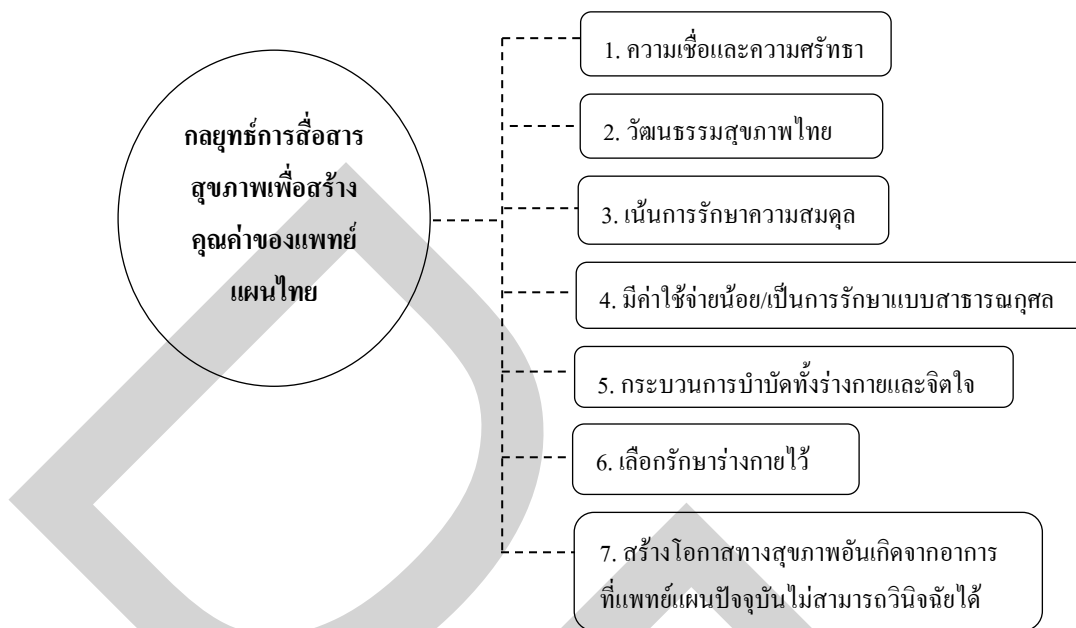 กลยุทธ์การสื่อสาร
สุขภาพเพื่อสร้าง
คุณค่าของแพทย์
แผนไทย
1. ความเชื่อและความศรัทธา
2. วัฒนธรรมสุขภาพไทย
3. เน้นการรักษาความสมดุล
4. มีค่าใช้จ่ายน้อย/เป็นการรักษาแบบสาธารณกุศล
5. กระบวนการบำบัดทั้งร่างกายและจิตใจ
6. เลือกรักษาร่างกายไว้
7. สร้างโอกาสทางสุขภาพอันเกิดจากอาการ
ที่แพทย์แผนปัจจุบันไม่สามารถวินิจฉัยได้